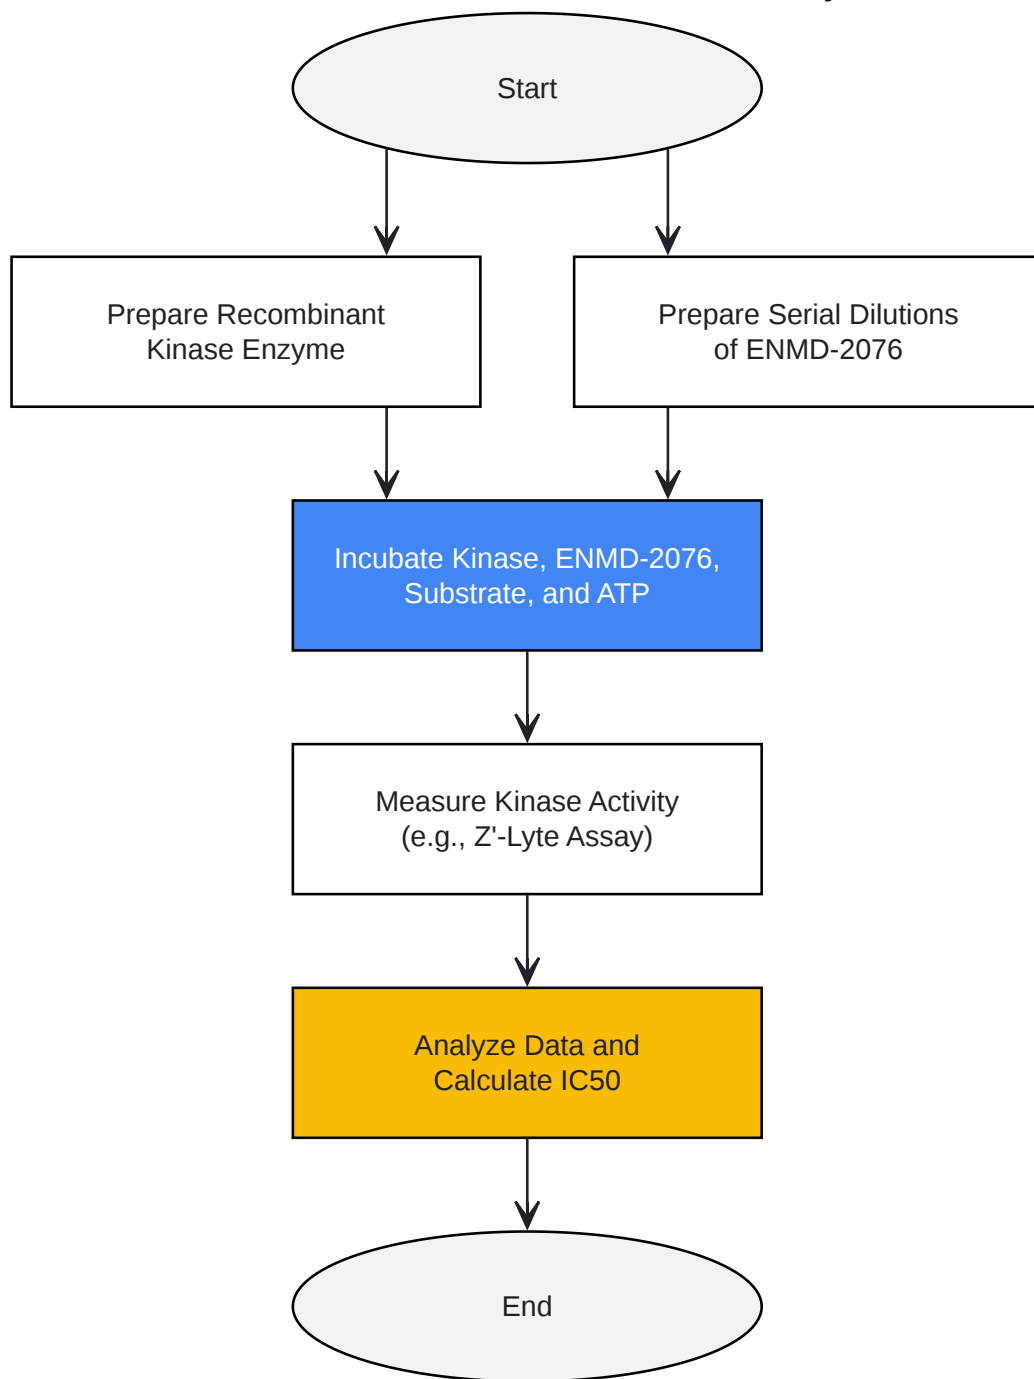 Start
Prepare Recombinant
Kinase Enzyme
Prepare Serial Dilutions
of ENMD-2076
Incubate Kinase, ENMD-2076,
Substrate, and ATP
Measure Kinase Activity
(e.g., Z'-Lyte Assay)
Analyze Data and
Calculate IC50
End